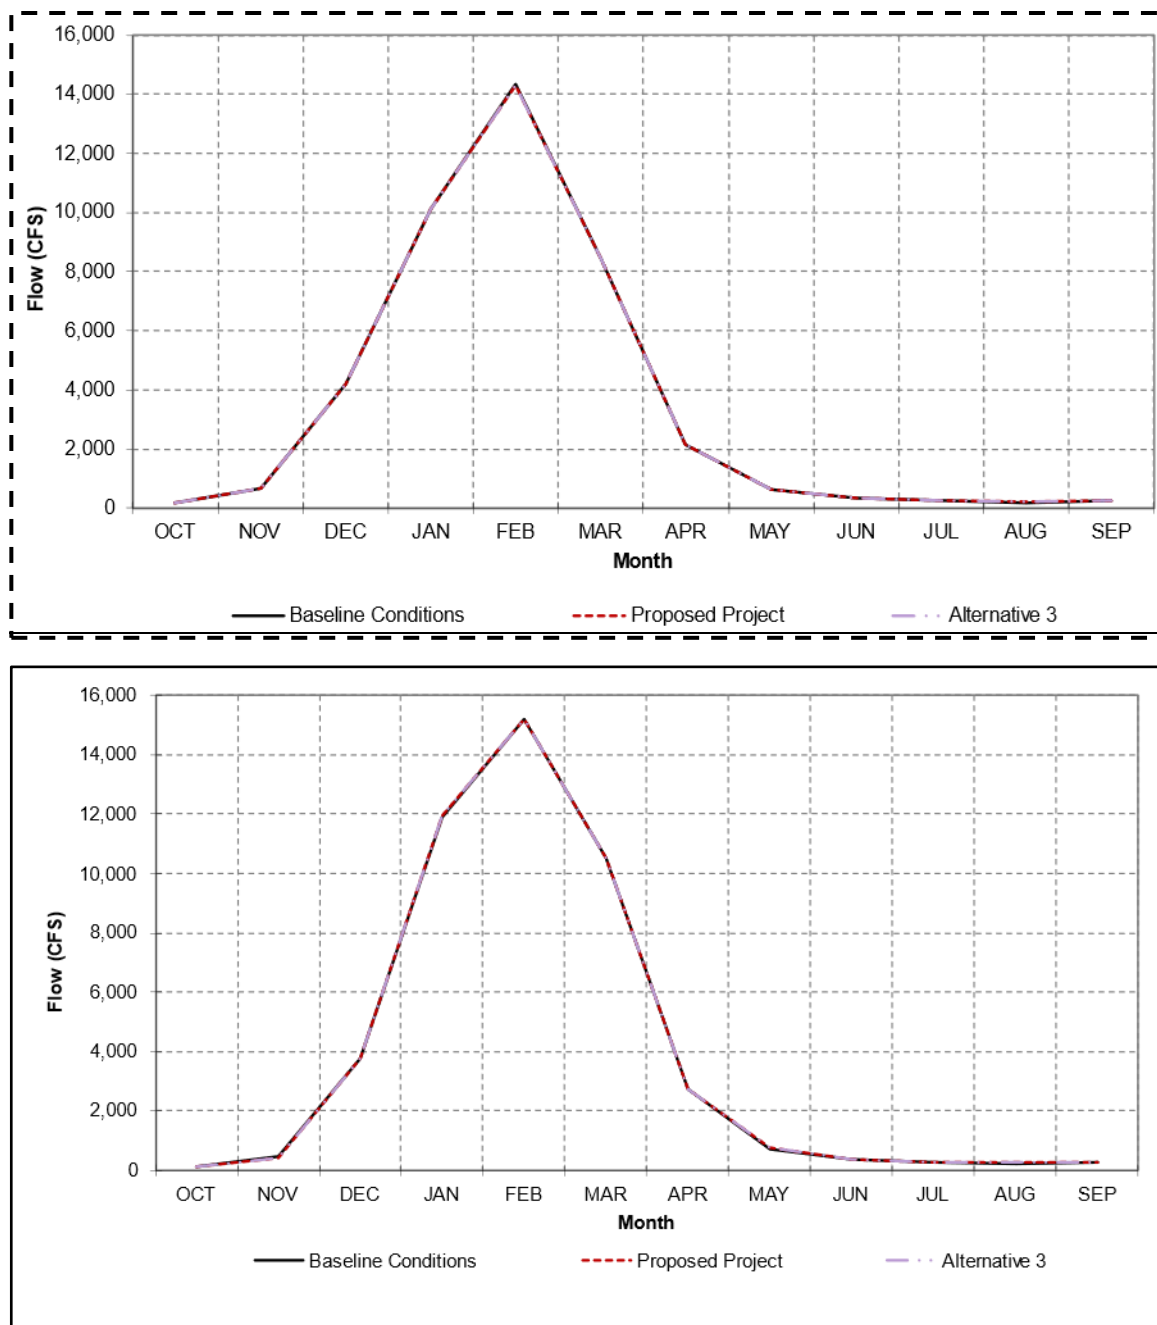 16,000
14,000
12,000
10,000
8,000
6,000
4,000
2,000
0
Flow (CFS)
OCT NOV DEC JAN FEB MAR APR MAY JUN JUL AUG SEP
Month
Baseline Conditions Proposed Project Alternative 3
16,000
14,000
12,000
10,000
8,000
6,000
4,000
2,000
0
Flow (CFS)
OCT NOV DEC JAN FEB MAR APR MAY JUN JUL AUG SEP
Month
Baseline Conditions Proposed Project Alternative 3